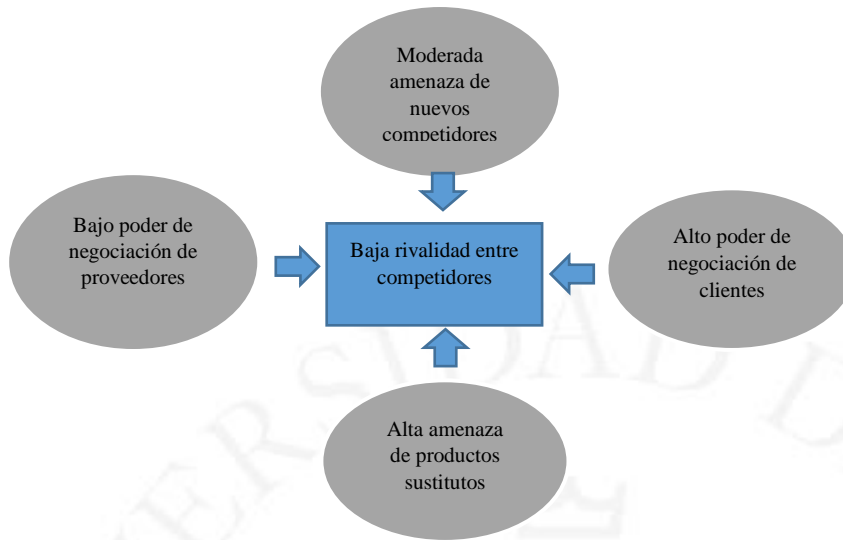 Moderada
amenaza de
nuevos
competidores
Bajo poder de
negociación de
proveedores
Baja rivalidad entre
competidores
Alto poder de
negociación de
clientes
Alta amenaza
de productos
sustitutos